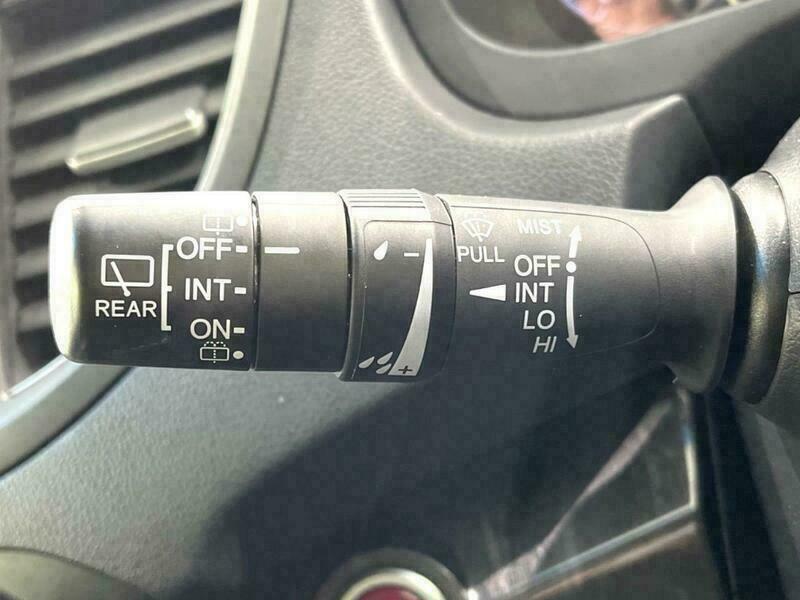 OFF
REAR
INT
ON
−
+
PULL
MIST
OFF
INT
LO
HI